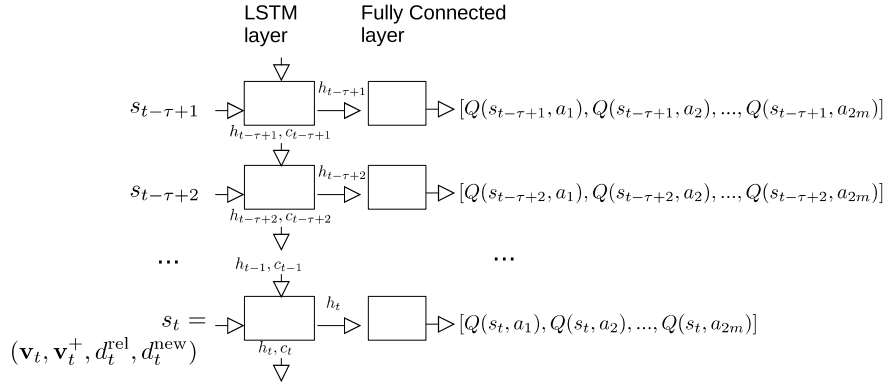 LSTM layer
Fully Connected layer
s_{t−τ+1}
h_{t−τ+1}
[Q(s_{t−τ+1}, a_1), Q(s_{t−τ+1}, a_2), ..., Q(s_{t−τ+1}, a_{2m})]
h_{t−τ+1}, c_{t−τ+1}
s_{t−τ+2}
h_{t−τ+2}
[Q(s_{t−τ+2}, a_1), Q(s_{t−τ+2}, a_2), ..., Q(s_{t−τ+2}, a_{2m})]
h_{t−τ+2}, c_{t−τ+2}
...
...
h_{t−1}, c_{t−1}
s_t =
h_t
[Q(s_t, a_1), Q(s_t, a_2), ..., Q(s_t, a_{2m})]
(v_t, v_t^+, d_t^{rel}, d_t^{new})
h_t, c_t